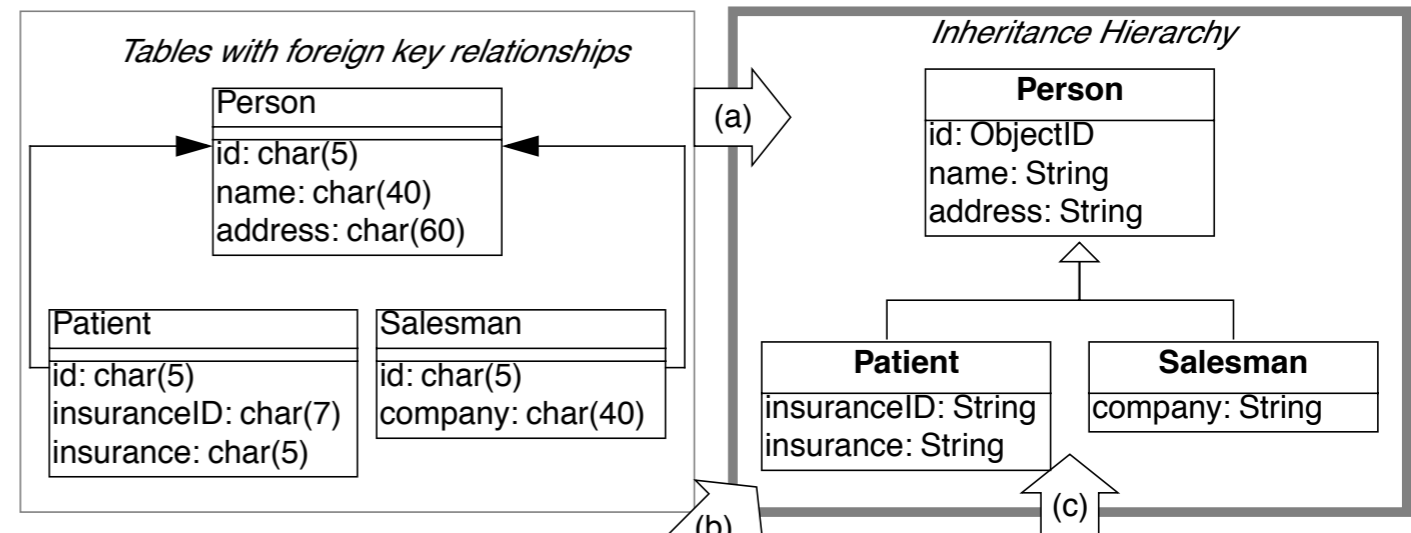 Tables with foreign key relationships
Person
id: char(5)
name: char(40)
address: char(60)
Patient
id: char(5)
insuranceID: char(7)
insurance: char(5)
Salesman
id: char(5)
company: char(40)
(a)
Inheritance Hierarchy
Person
id: ObjectID
name: String
address: String
Patient
insuranceID: String
insurance: String
Salesman
company: String
(b)
(c)